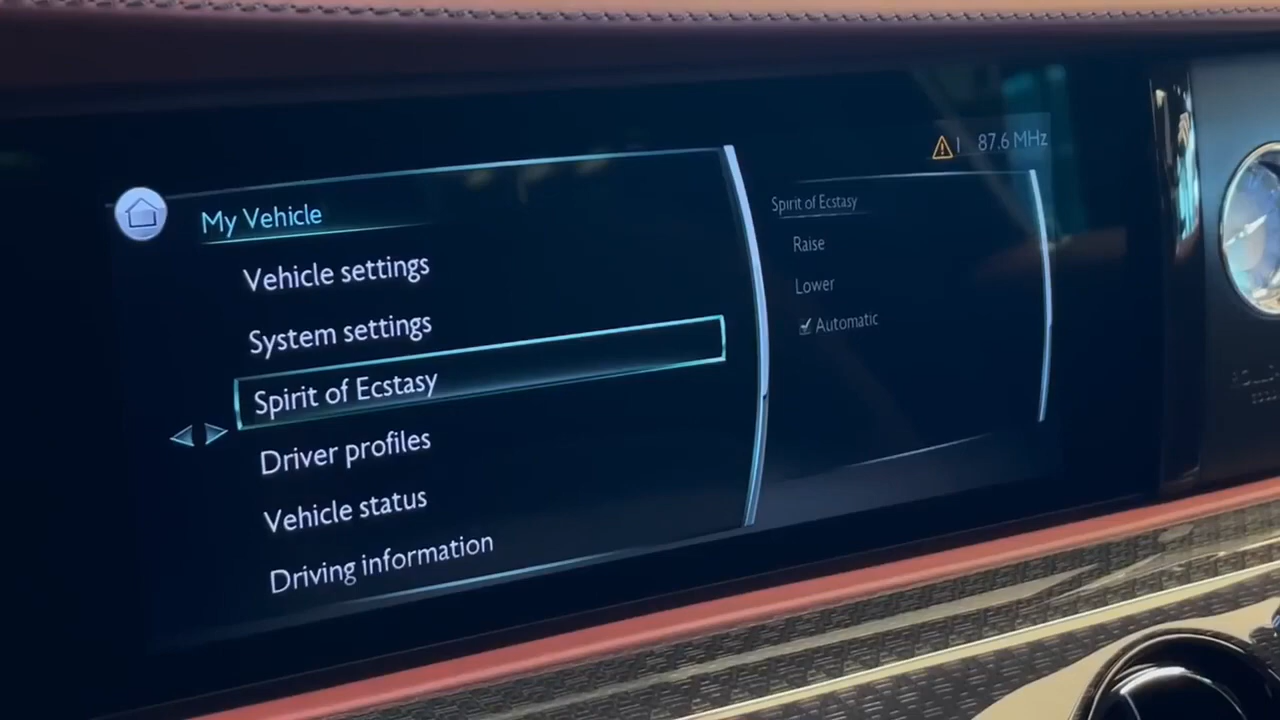 87.6 MHz
My Vehicle
Vehicle settings
System settings
Spirit of Ecstasy
Driver profiles
Vehicle status
Driving information
Spirit of Ecstasy
Raise
Lower
Automatic